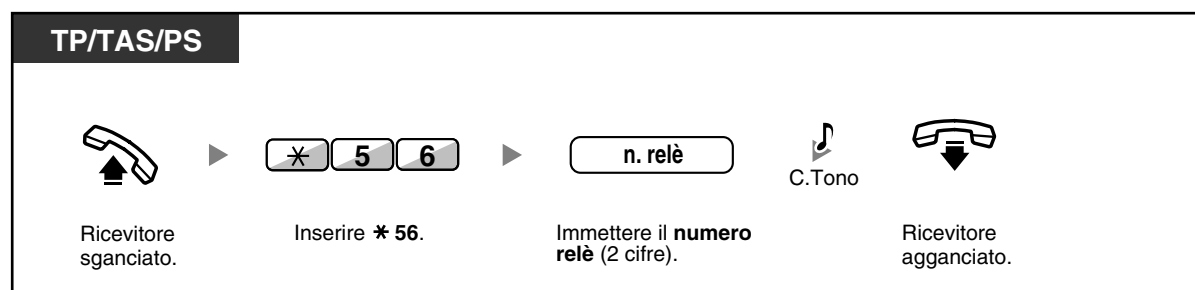 TP/TAS/PS
✱ 5 6
n. relè
C.Tono
Ricevitore
sganciato.
Inserire ✱ 56.
Immettere il numero
relè (2 cifre).
Ricevitore
agganciato.